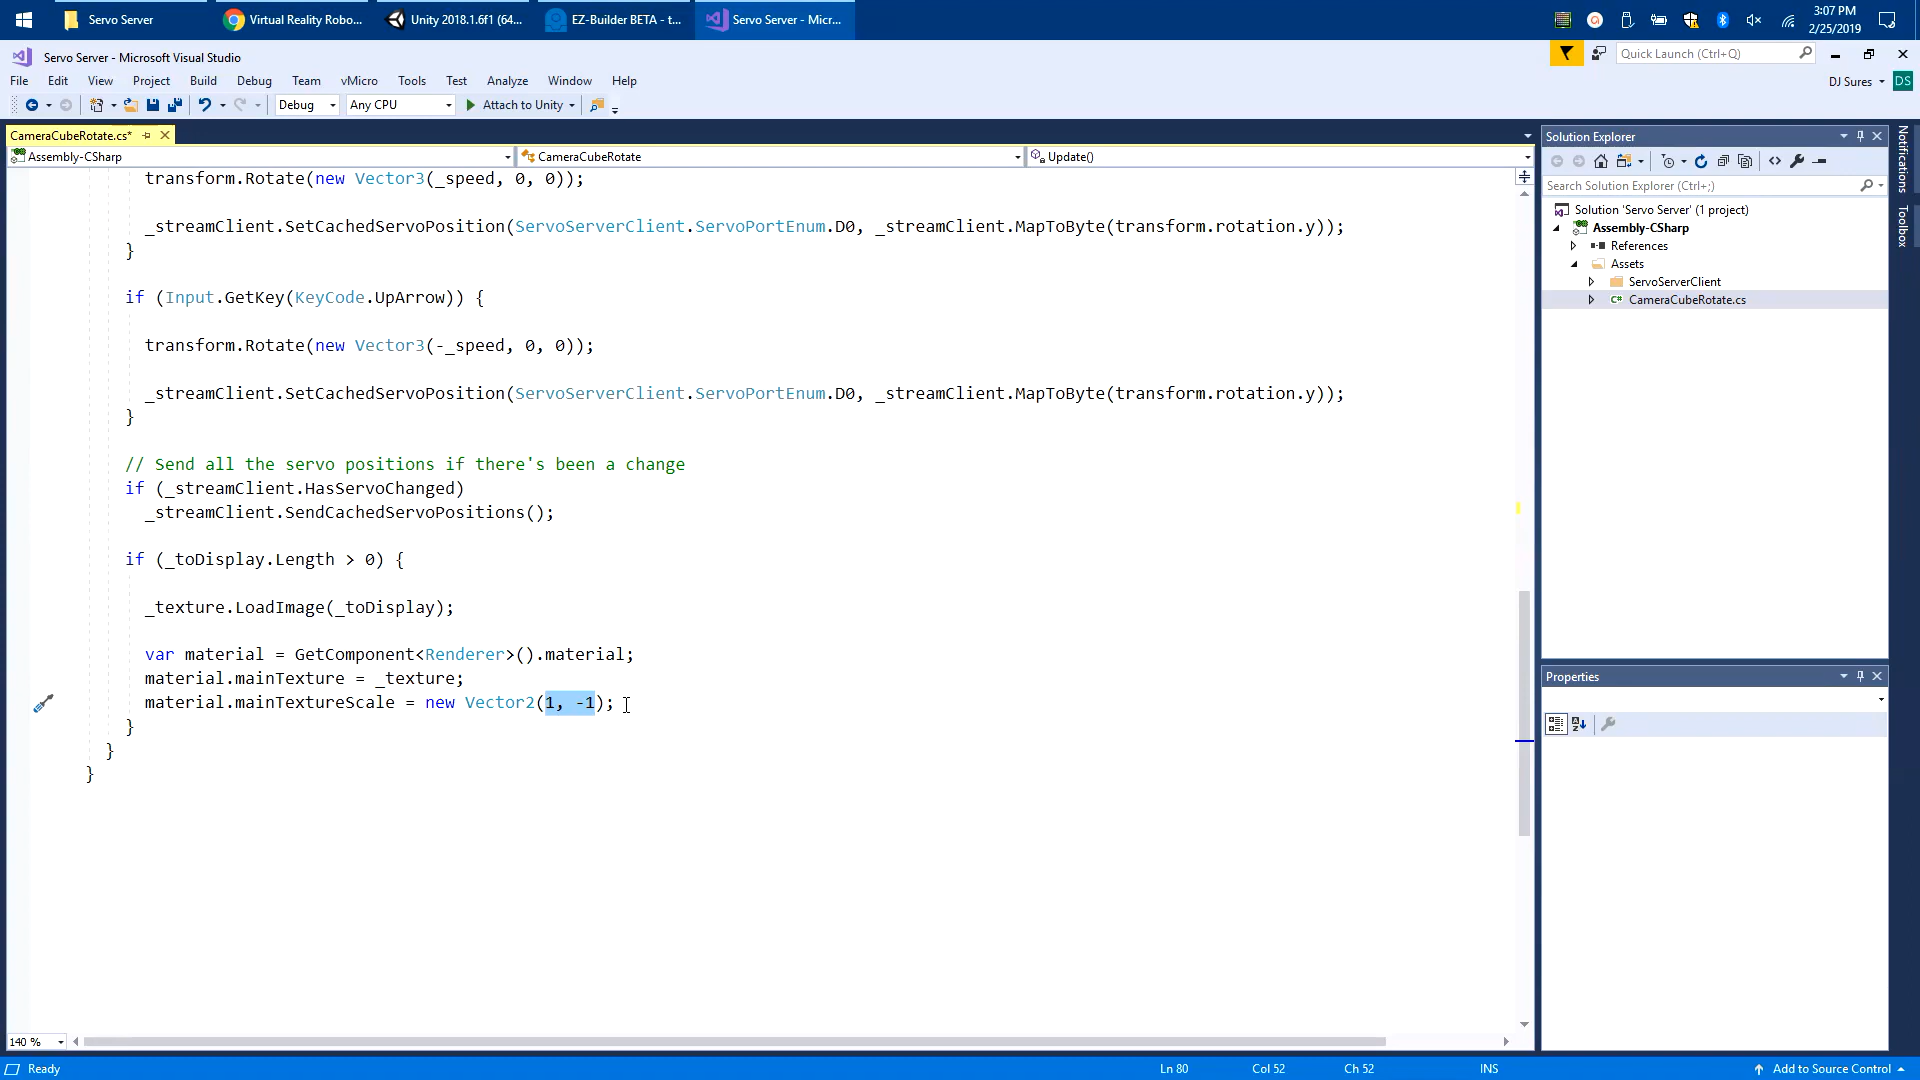 Servo Server
Virtual Reality Robo...
Unity 2018.1.6f1 (64...
EZ-Builder BETA - t...
Servo Server - Micr...
3:07 PM
2/25/2019
Servo Server - Microsoft Visual Studio
Quick Launch (Ctrl+Q)
File Edit View Project Build Debug Team vMicro Tools Test Analyze Window Help
DJ Sures
DS
Debug
Any CPU
Attach to Unity
CameraCubeRotate.cs*
Assembly-CSharp
CameraCubeRotate
Update()
transform.Rotate(new Vector3(_speed, 0, 0));
_streamClient.SetCachedServoPosition(ServoServerClient.ServoPortEnum.D0, _streamClient.MapToByte(transform.rotation.y));
}
if (Input.GetKey(KeyCode.UpArrow)) {
transform.Rotate(new Vector3(-_speed, 0, 0));
_streamClient.SetCachedServoPosition(ServoServerClient.ServoPortEnum.D0, _streamClient.MapToByte(transform.rotation.y));
}
// Send all the servo positions if there's been a change
if (_streamClient.HasServoChanged)
_streamClient.SendCachedServoPositions();
if (_toDisplay.Length > 0) {
_texture.LoadImage(_toDisplay);
var material = GetComponent<Renderer>().material;
material.mainTexture = _texture;
material.mainTextureScale = new Vector2(1, -1);
}
}
}
140 %
Solution Explorer
Search Solution Explorer (Ctrl+;)
Solution 'Servo Server' (1 project)
Assembly-CSharp
References
Assets
ServoServerClient
C# CameraCubeRotate.cs
Properties
Notifications
Toolbox
Ready
Ln 80
Col 52
Ch 52
INS
Add to Source Control